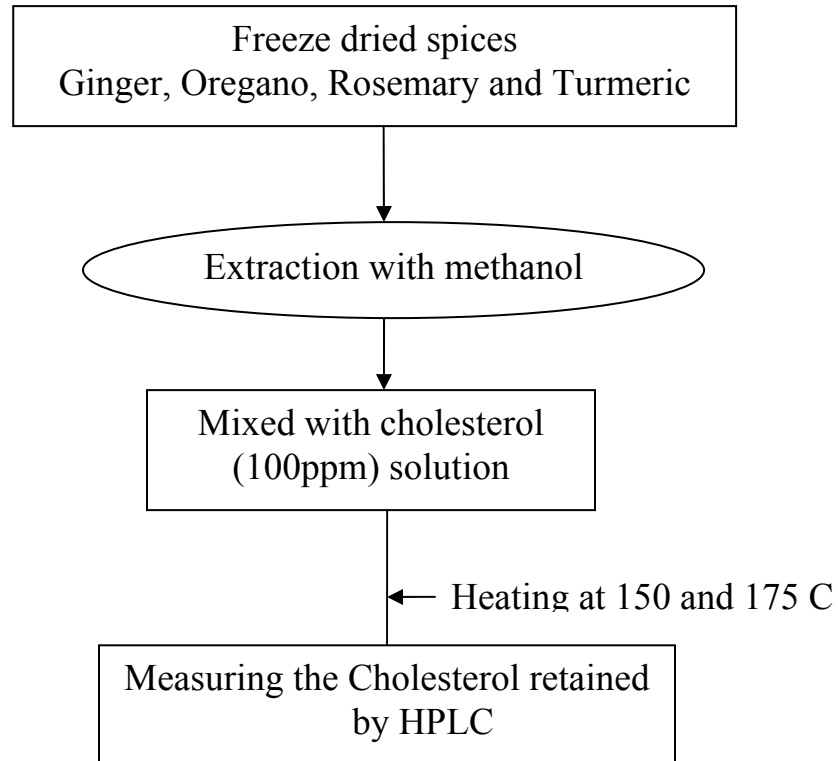 Freeze dried spices
Ginger, Oregano, Rosemary and Turmeric
Extraction with methanol
Mixed with cholesterol
(100ppm) solution
Heating at 150 and 175 C
Measuring the Cholesterol retained
by HPLC